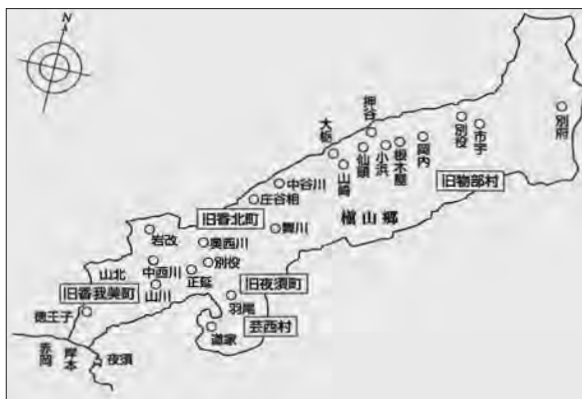 N
別府
押谷
別役
市宇
大栃
岡内
根木屋
小浜
仙頭
山崎
旧物部村
中谷川
庄谷相
槇山郷
旧香北町
舞川
岩改
奥西川
山北
中西川
別役
正延
旧夜須町
旧香我美町
山川
羽尾
徳王子
芸西村
道家
赤岡
岸本
夜須